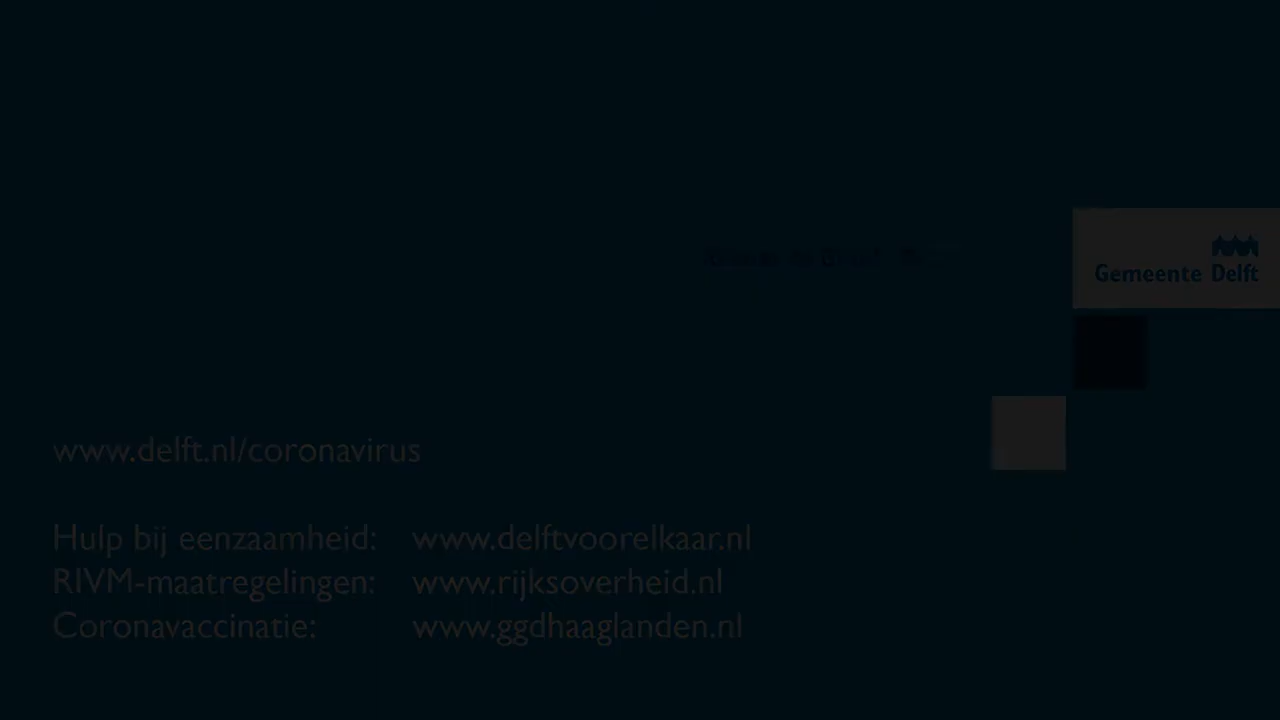 Gemeente Delft
www.delft.nl/coronavirus
Hulp bij eenzaamheid: www.delftvoorelkaar.nl
RIVM-maatregelingen: www.rijksoverheid.nl
Coronavaccinatie: www.ggdhaaglanden.nl